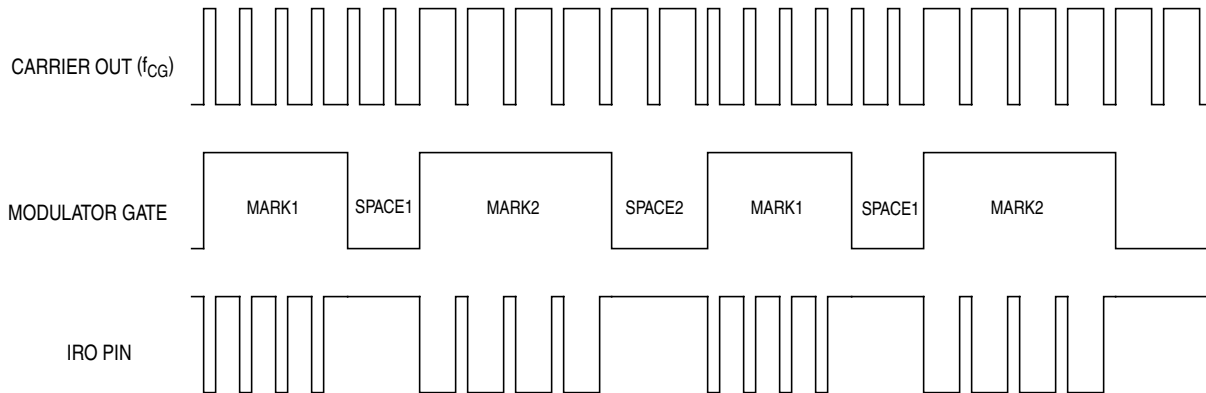 CARRIER OUT (fCG)
MODULATOR GATE
MARK1 SPACE1 MARK2 SPACE2 MARK1 SPACE1 MARK2
IRO PIN